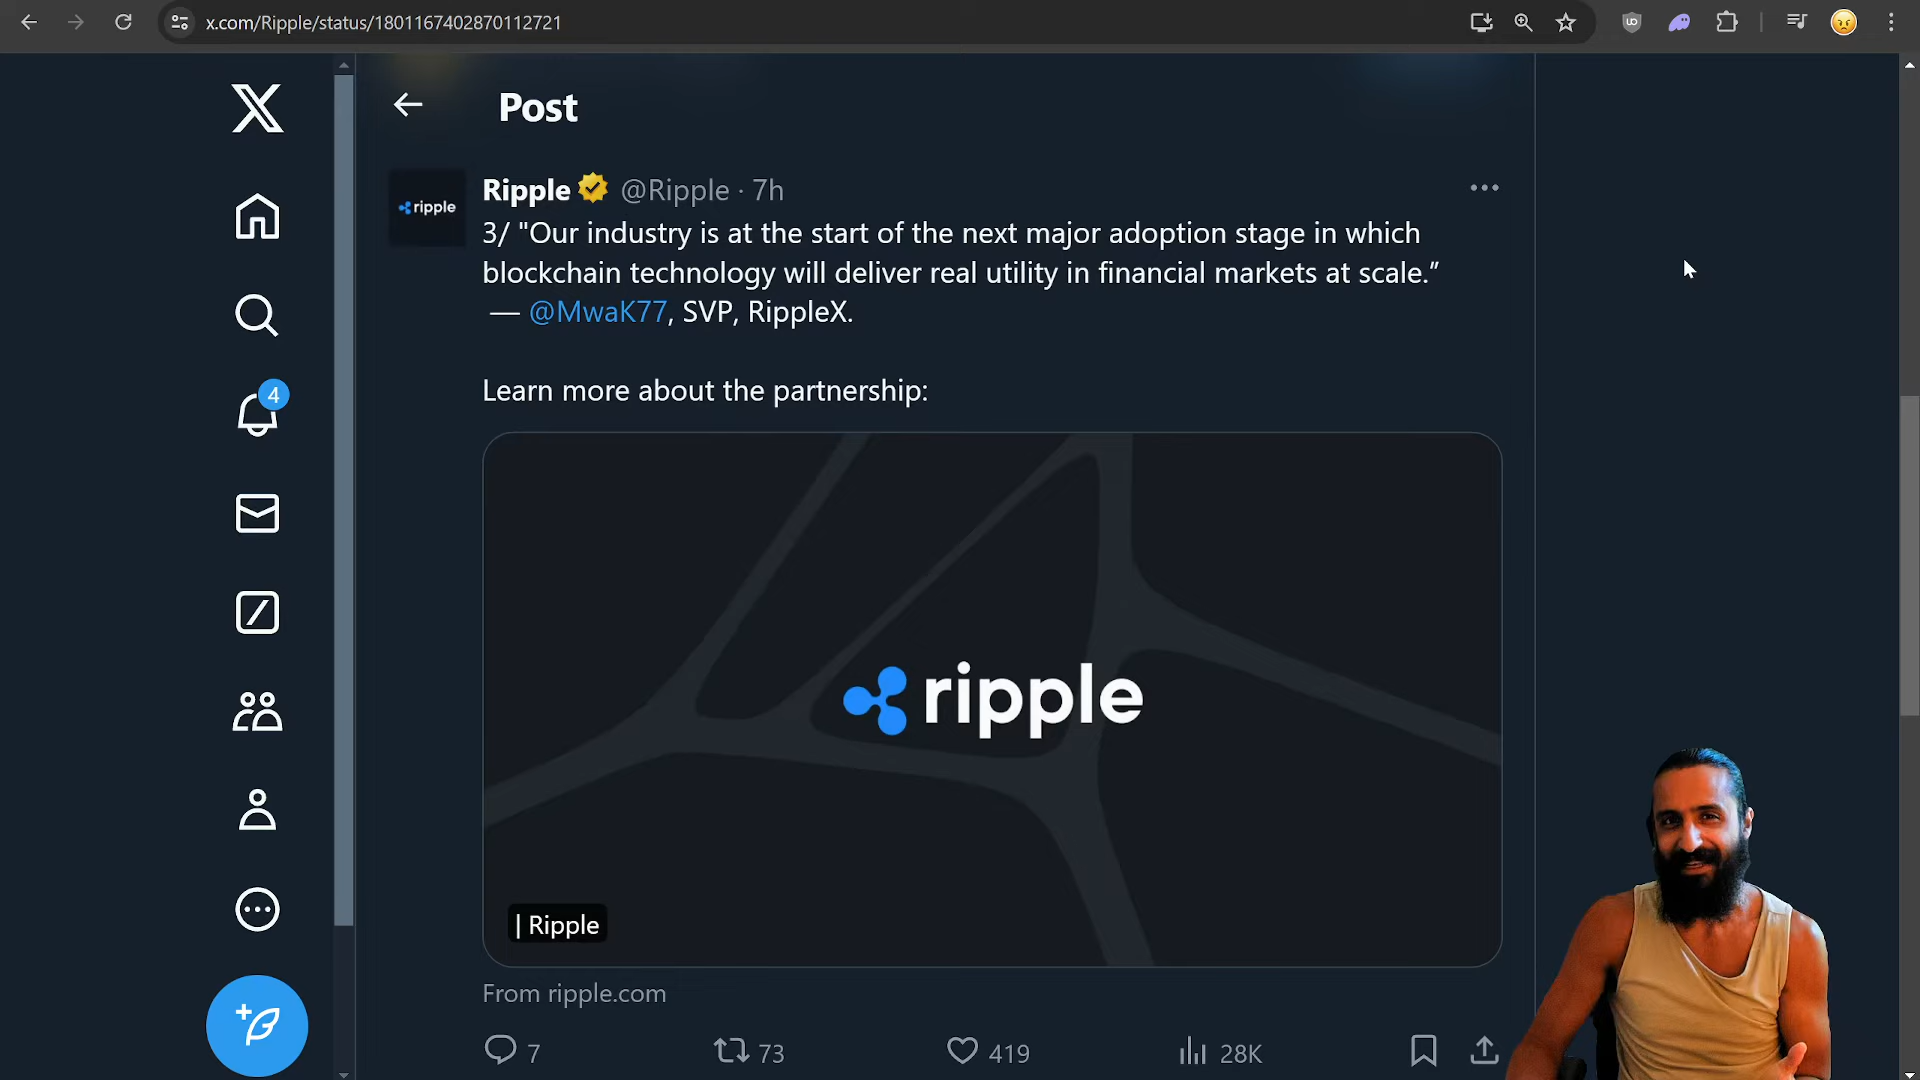 x.com/Ripple/status/1801167402870112721
Post
ripple
Ripple @Ripple · 7h
3/ "Our industry is at the start of the next major adoption stage in which
blockchain technology will deliver real utility in financial markets at scale.”
— @MwaK77, SVP, RippleX.
Learn more about the partnership:
4
ripple
| Ripple
From ripple.com
7
73
419
28K